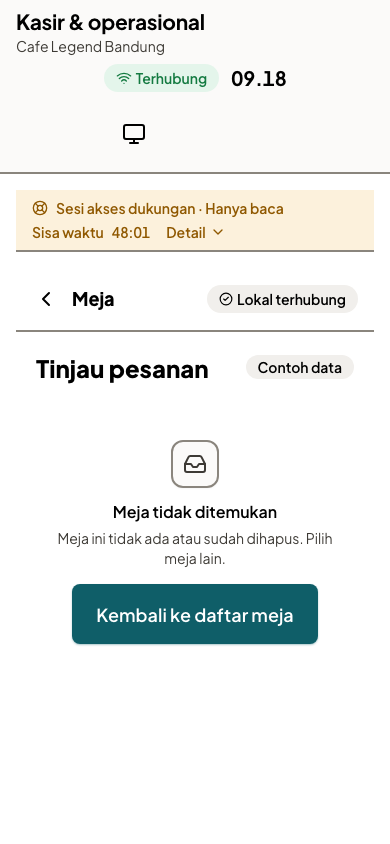 Kasir & operasional
Cafe Legend Bandung
Terhubung 09.18
Sesi akses dukungan · Hanya baca
Sisa waktu 48:01 Detail
Meja Lokal terhubung
Tinjau pesanan Contoh data
Meja tidak ditemukan
Meja ini tidak ada atau sudah dihapus. Pilih
meja lain.
Kembali ke daftar meja